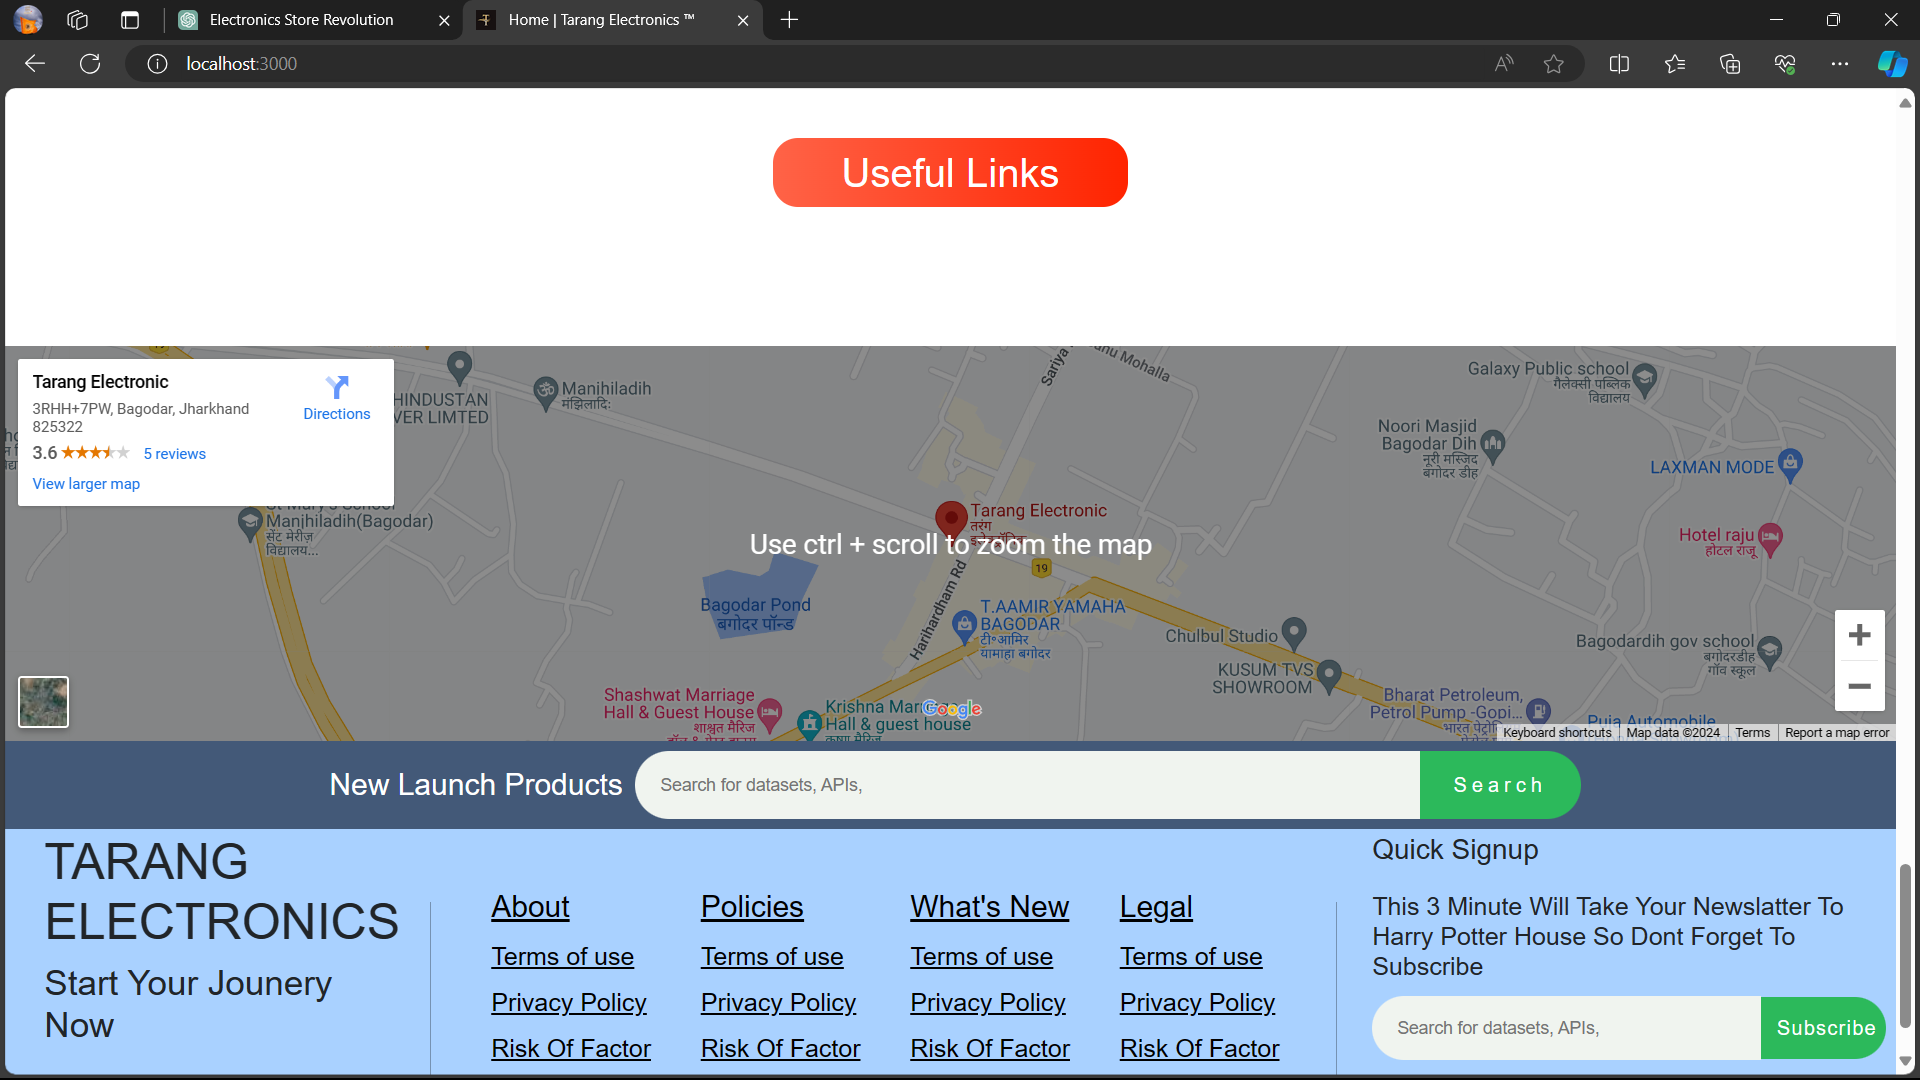 Electronics Store Revolution
Home | Tarang Electronics ™
localhost:3000
Useful Links
Tarang Electronic
3RHH+7PW, Bagodar, Jharkhand
825322
3.6
5 reviews
View larger map
Directions
HINDUSTAN
VER LIMTED
Manihiladih
मंझिलादि:
Sariya
Mohalla
Galaxy Public school
गैलेक्सी पब्लिक
विद्यालय
Noori Masjid
Bagodar Dih
नूरी मस्जिद
बगोदर डीह
LAXMAN MODE
Manjhiladih(Bagodar)
सेंट मेरीज़
विद्यालय...
Tarang Electronic
तरंग
Use ctrl + scroll to zoom the map
Hotel raju
होटल राजू
19
Harihardham Rd
Bagodar Pond
बगोदर पॉन्ड
T.AAMIR YAMAHA
BAGODAR
टी॰आमिर
यामाहा बगोदर
Chulbul Studio
KUSUM TVS
SHOWROOM
Bagodardih gov school
बगोदरडीह
गॉव स्कूल
Shashwat Marriage
Hall & Guest House
शाश्वत मैरिज
Krishna Mar
Hall & guest house
Google
Bharat Petroleum,
Petrol Pump -Gopi...
Puja Automobile
Keyboard shortcuts
Map data ©2024
Terms
Report a map error
New Launch Products
Search for datasets, APIs,
Search
TARANG
ELECTRONICS
Start Your Jounery
Now
About
Terms of use
Privacy Policy
Risk Of Factor
Policies
Terms of use
Privacy Policy
Risk Of Factor
What's New
Terms of use
Privacy Policy
Risk Of Factor
Legal
Terms of use
Privacy Policy
Risk Of Factor
Quick Signup
This 3 Minute Will Take Your Newslatter To
Harry Potter House So Dont Forget To
Subscribe
Search for datasets, APIs,
Subscribe